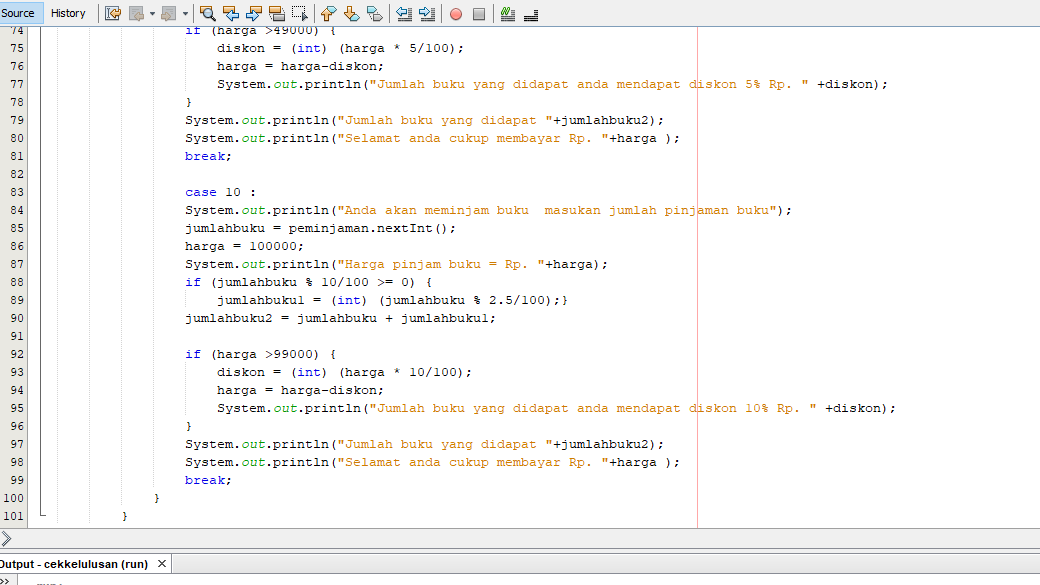 Source History
74 if (harga >49000) {
75 diskon = (int) (harga * 5/100);
76 harga = harga-diskon;
77 System.out.println("Jumlah buku yang didapat anda mendapat diskon 5% Rp. " +diskon);
78 }
79 System.out.println("Jumlah buku yang didapat "+jumlahbuku2);
80 System.out.println("Selamat anda cukup membayar Rp. "+harga );
81 break;
82
83 case 10 :
84 System.out.println("Anda akan meminjam buku  masukan jumlah pinjaman buku");
85 jumlahbuku = peminjaman.nextInt();
86 harga = 100000;
87 System.out.println("Harga pinjam buku = Rp. "+harga);
88 if (jumlahbuku % 10/100 >= 0) {
89 jumlahbuku1 = (int) (jumlahbuku % 2.5/100);}
90 jumlahbuku2 = jumlahbuku + jumlahbuku1;
91
92 if (harga >99000) {
93 diskon = (int) (harga * 10/100);
94 harga = harga-diskon;
95 System.out.println("Jumlah buku yang didapat anda mendapat diskon 10% Rp. " +diskon);
96 }
97 System.out.println("Jumlah buku yang didapat "+jumlahbuku2);
98 System.out.println("Selamat anda cukup membayar Rp. "+harga );
99 break;
100 }
101 }
Output - cekkelulusan (run) ×